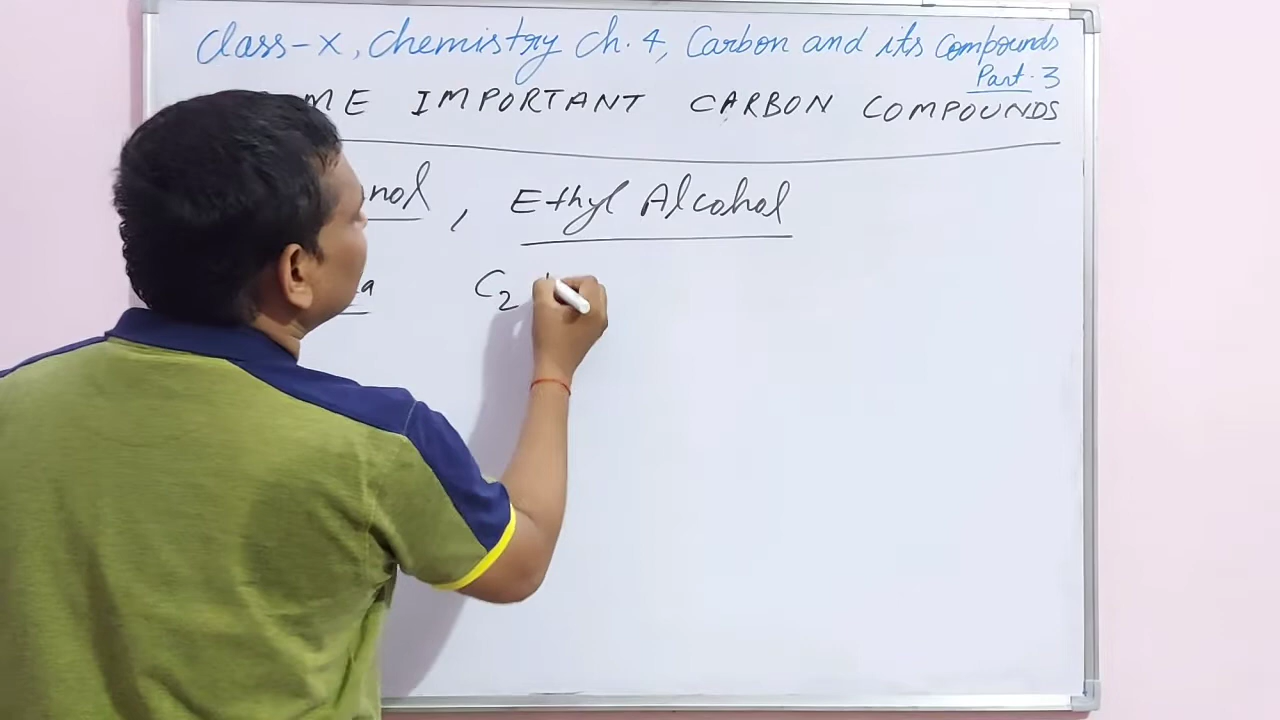 Class-X, Chemistry Ch. 4, Carbon and its Compounds
Part. 3
ME IMPORTANT CARBON COMPOUNDS
nol, Ethyl Alcohol
a C2